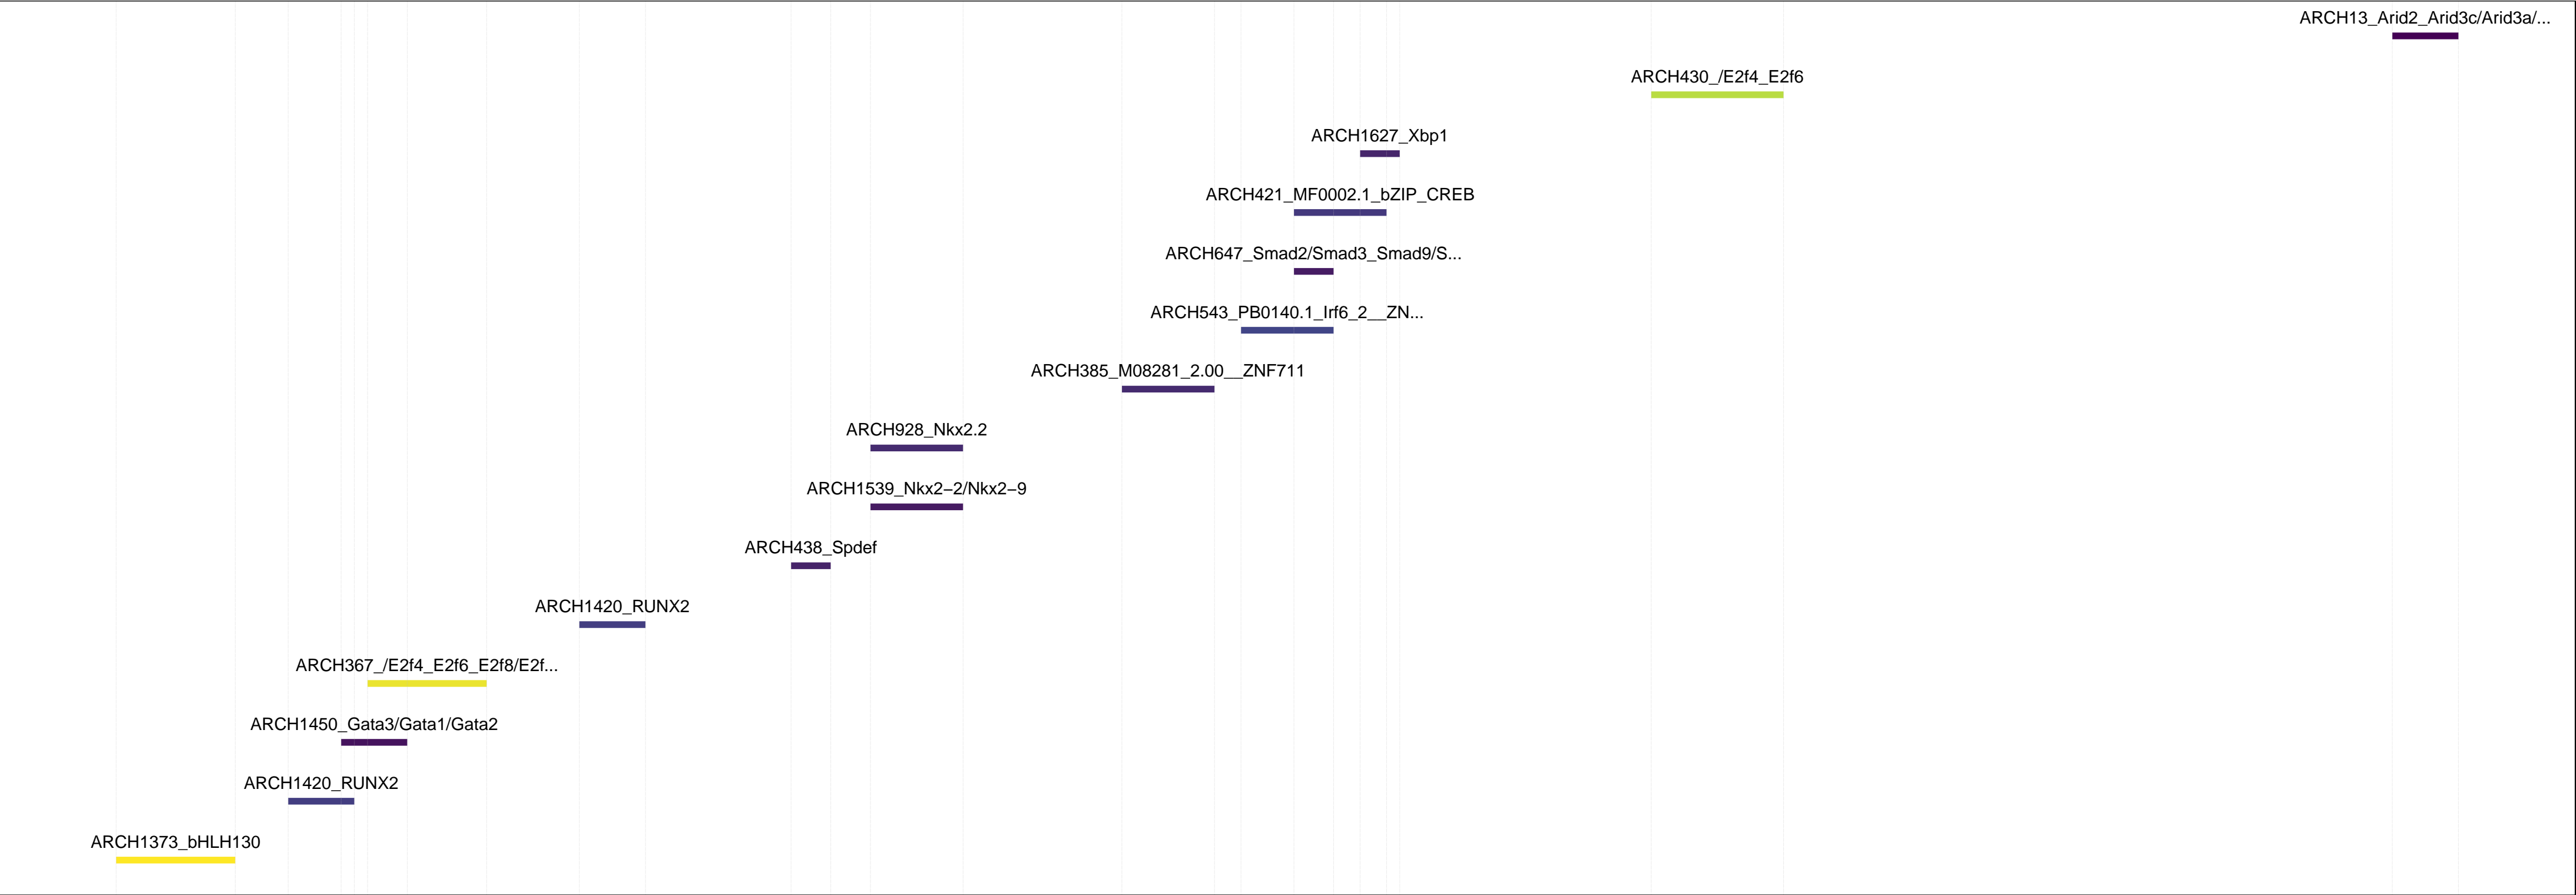 ARCH13_Arid2_Arid3c/Arid3a/...
ARCH430_/E2f4_E2f6
ARCH1627_Xbp1
ARCH421_MF0002.1_bZIP_CREB
ARCH647_Smad2/Smad3_Smad9/S...
ARCH543_PB0140.1_Irf6_2__ZN...
ARCH385_M08281_2.00__ZNF711
ARCH928_Nkx2.2
ARCH1539_Nkx2−2/Nkx2−9
ARCH438_Spdef
ARCH1420_RUNX2
ARCH367_/E2f4_E2f6_E2f8/E2f...
ARCH1450_Gata3/Gata1/Gata2
ARCH1420_RUNX2
ARCH1373_bHLH130